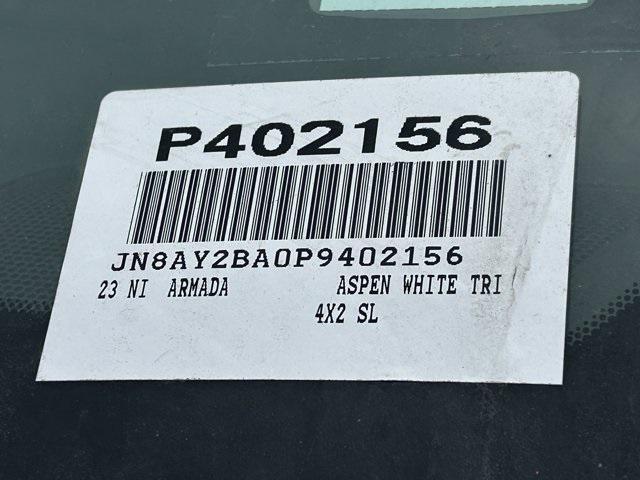 P402156
JN8AY2BA0P9402156
23 NI ARMADA ASPEN WHITE TRI
4X2 SL